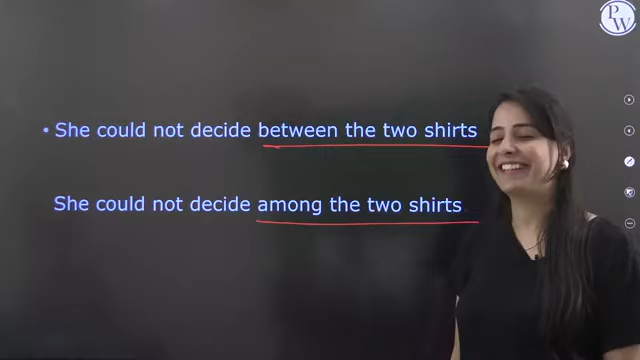 PW
• She could not decide between the two shirts
She could not decide among the two shirts